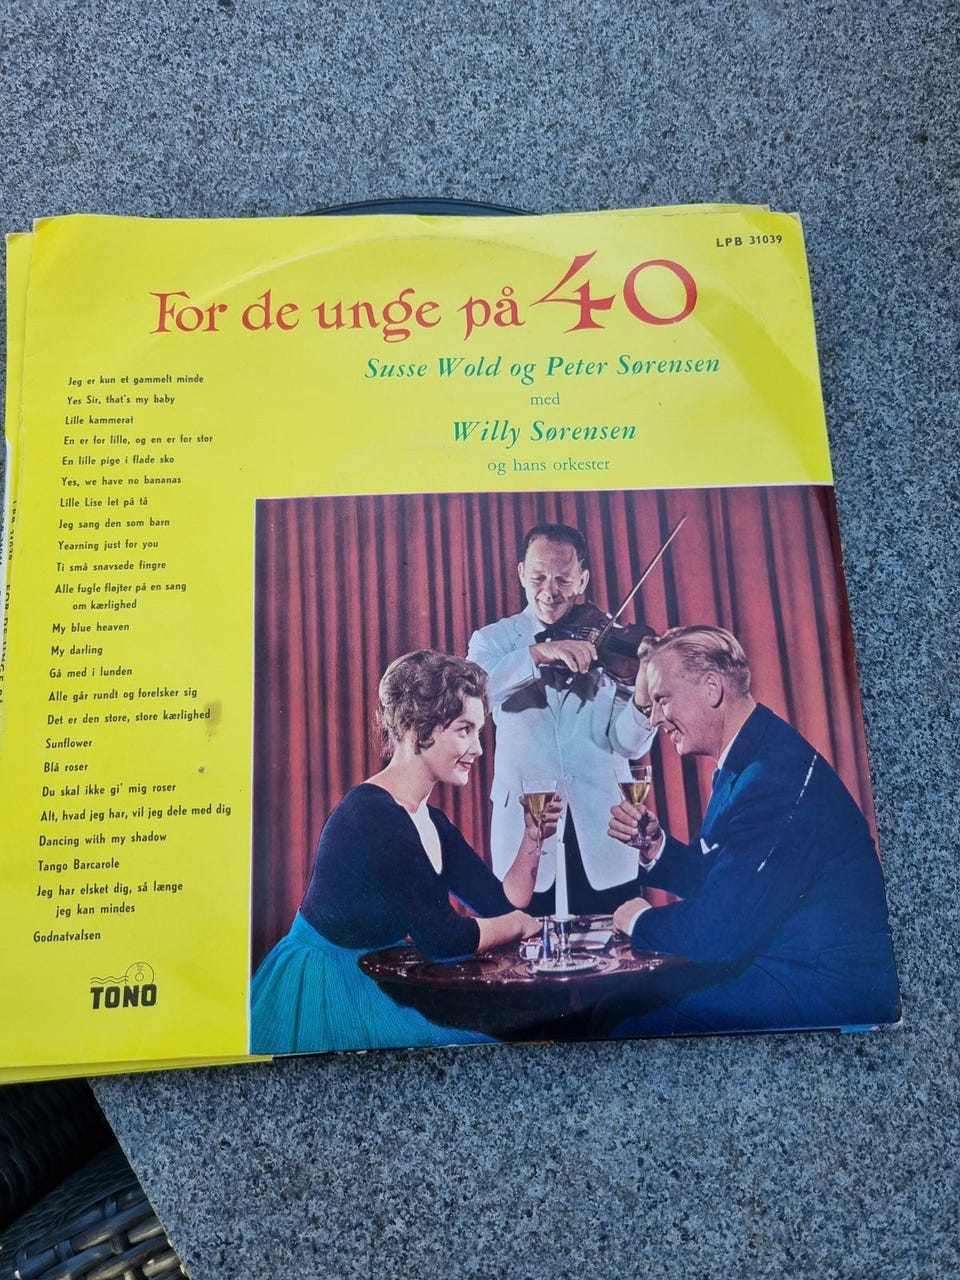 LPB 31039
For de unge på 40
Susse Wold og Peter Sørensen
med
Willy Sørensen
og hans orkester
Jeg er kun et gammelt minde
Yes Sir, that's my baby
Lille kammerat
En er for lille, og en er for stor
En lille pige i flade sko
Yes, we have no bananas
Lille Lise let på tå
Jeg sang den som barn
Yearning just for you
Ti små snavsede fingre
Alle fugle fløjter på en sang
om kærlighed
My blue heaven
My darling
Gå med i lunden
Alle går rundt og forelsker sig
Det er den store, store kærlighed
Sunflower
Blå roser
Du skal ikke gi' mig roser
Alt, hvad jeg har, vil jeg dele med dig
Dancing with my shadow
Tango Barcarole
Jeg har elsket dig, så længe
jeg kan mindes
Godnatvalsen
TONO